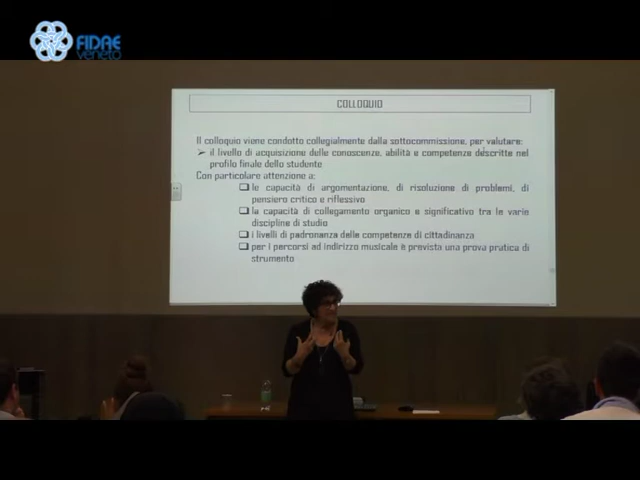 FIDAE
veneto
COLLOQUIO
Il colloquio viene condotto collegialmente dalla sottocommissione, per valutare:
il livello di acquisizione delle conoscenze, abilità e competenze descritte nel
profilo finale dello studente
Con particolare attenzione a:
le capacità di argomentazione, di risoluzione di problemi, di
pensiero critico e riflessivo
la capacità di collegamento organico e significativo tra le varie
discipline di studio
i livelli di padronanza delle competenze di cittadinanza
per i percorsi ad indirizzo musicale è prevista una prova pratica di
strumento